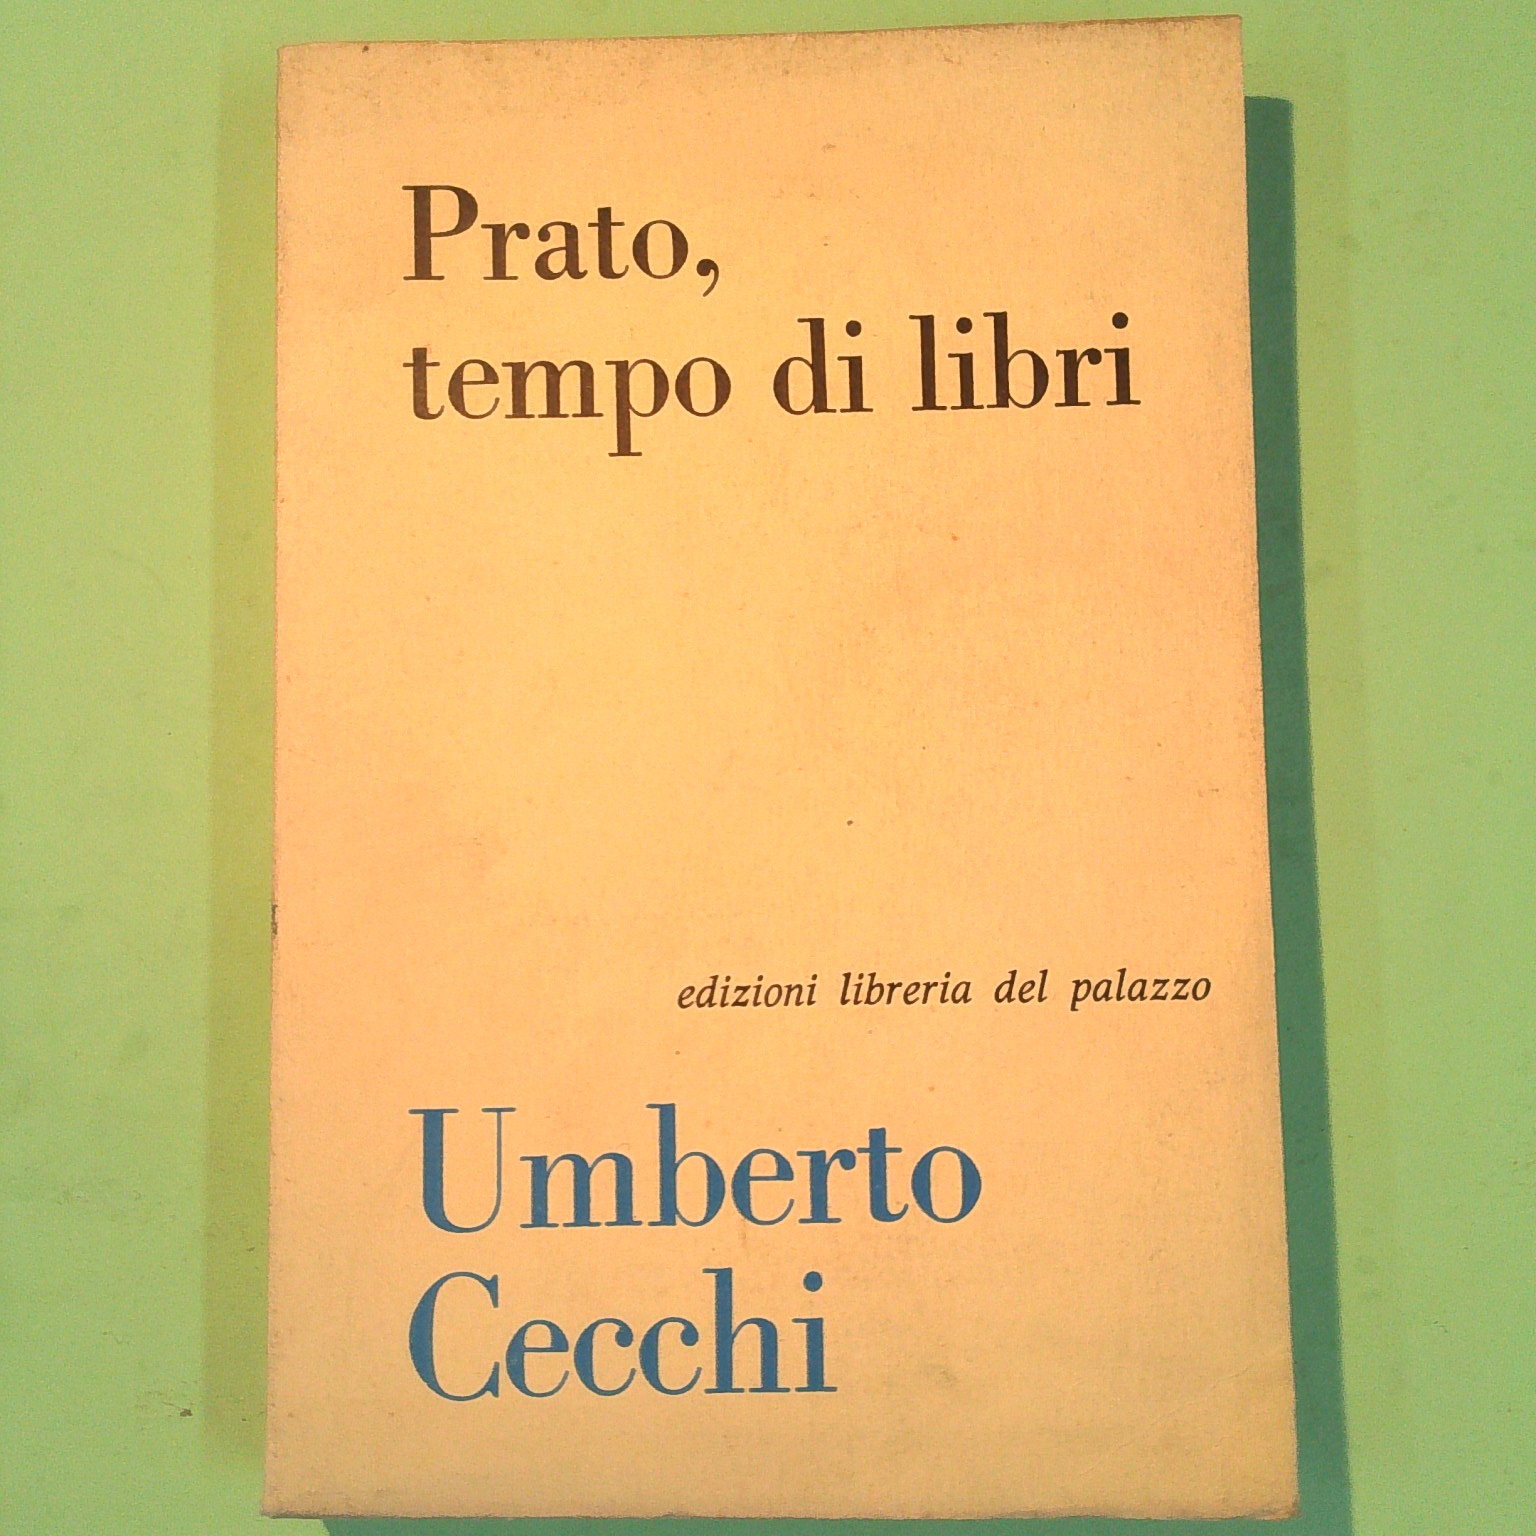 Prato,
tempo di libri
edizioni libreria del palazzo
Umberto
Cecchi